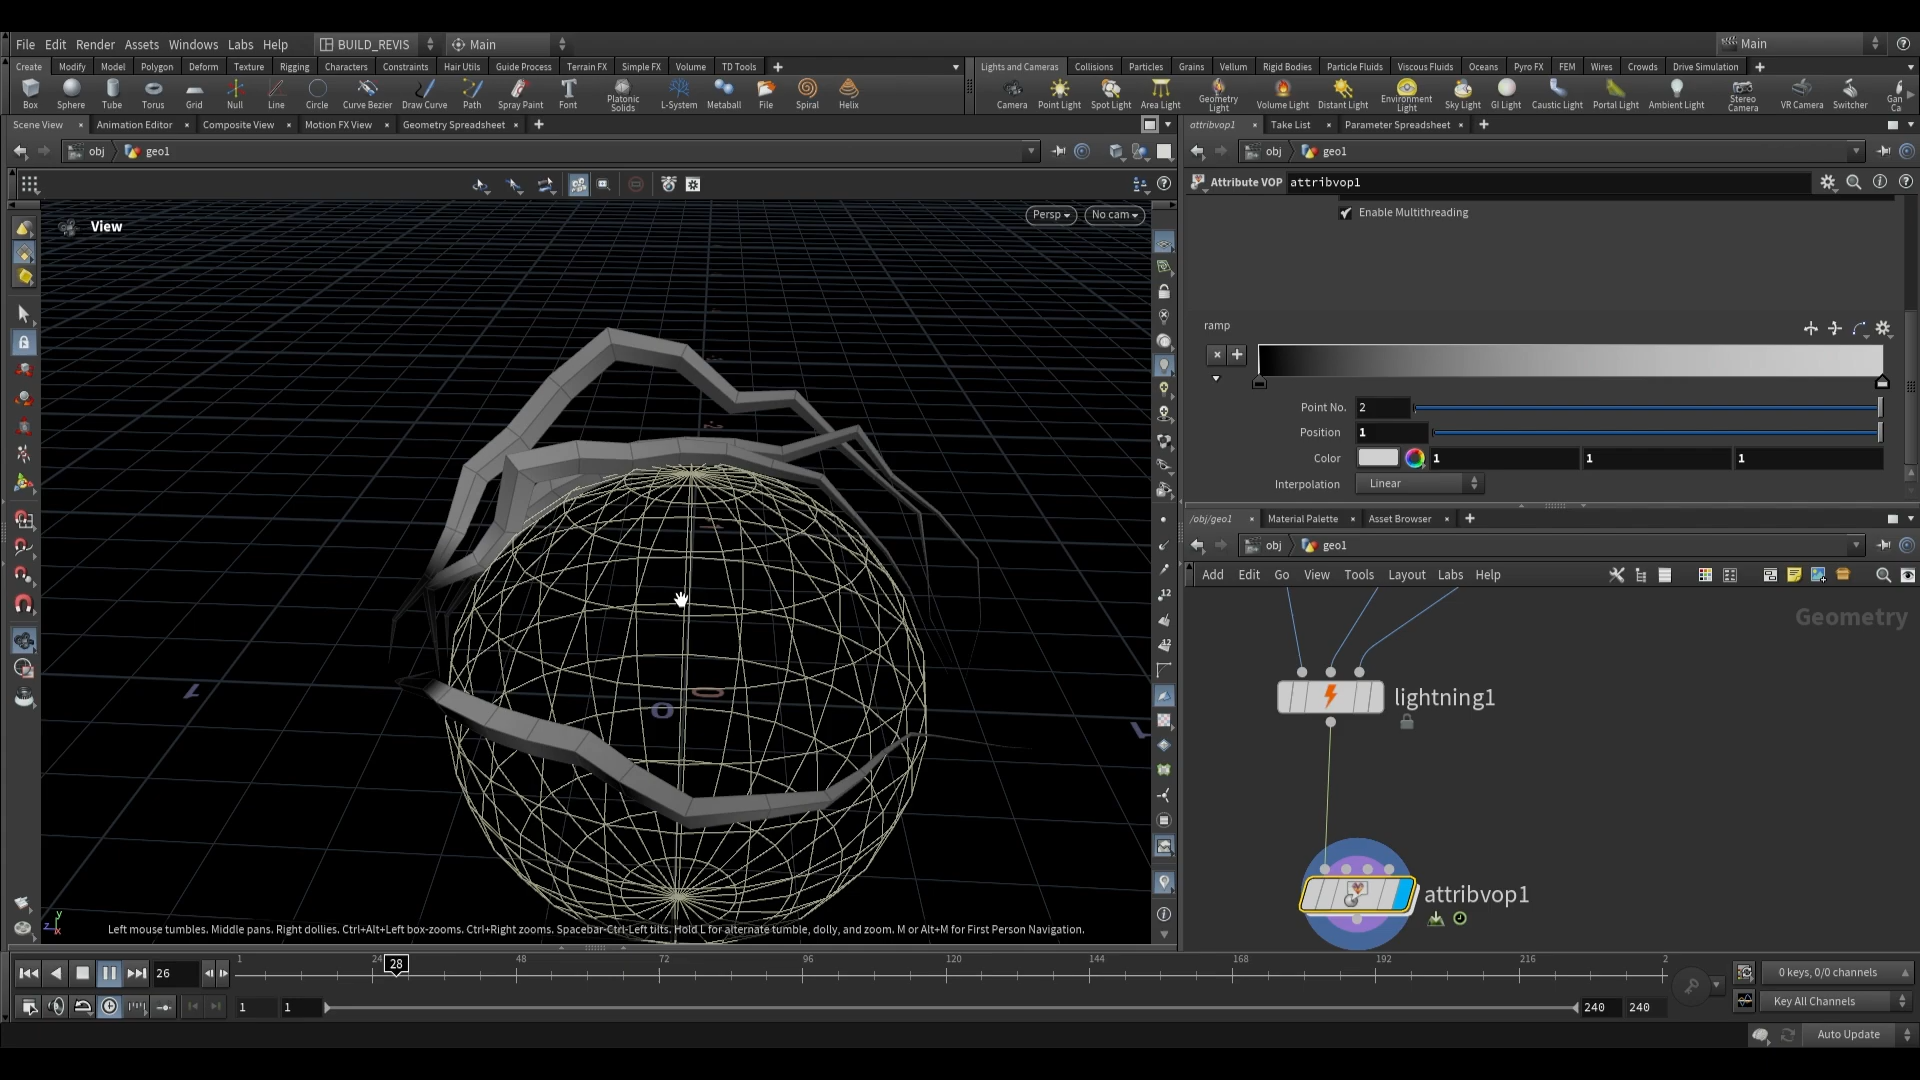 File Edit Render Assets Windows Labs Help BUILD_REVIS Main Main
Create Modify Model Polygon Deform Texture Rigging Characters Constraints Hair Utils Guide Process Terrain FX Simple FX Volume TD Tools
Lights and Cameras Collisions Particles Grains Vellum Rigid Bodies Particle Fluids Viscous Fluids Oceans Pyro FX FEM Wires Crowds Drive Simulation
Box Sphere Tube Torus Grid Null Line Circle Curve Bezier Draw Curve Path Spray Paint Font Platonic Solids L-System Metaball File Spiral Helix
Camera Point Light Spot Light Area Light Geometry Light Volume Light Distant Light Environment Light Sky Light GI Light Caustic Light Portal Light Ambient Light Stereo Camera VR Camera Switcher Gan Ca
Scene View Animation Editor Composite View Motion FX View Geometry Spreadsheet
attribvop1 Take List Parameter Spreadsheet
obj geo1
obj geo1
Attribute VOP attribvop1
View Persp No cam
Enable Multithreading
ramp
Point No. 2
Position 1
Color 1 1 1
Interpolation Linear
/obj/geo1 Material Palette Asset Browser
obj geo1
Add Edit Go View Tools Layout Labs Help
Geometry
lightning1
attribvop1
0
Left mouse tumbles. Middle pans. Right dollies. Ctrl+Alt+Left box-zooms. Ctrl+Right zooms. Spacebar-Ctrl-Left tilts. Hold L for alternate tumble, dolly, and zoom. M or Alt+M for First Person Navigation.
26 1 24 28 48 72 96 120 144 168 192 216 2
0 keys, 0/0 channels
1 1 240 240
Key All Channels
Auto Update